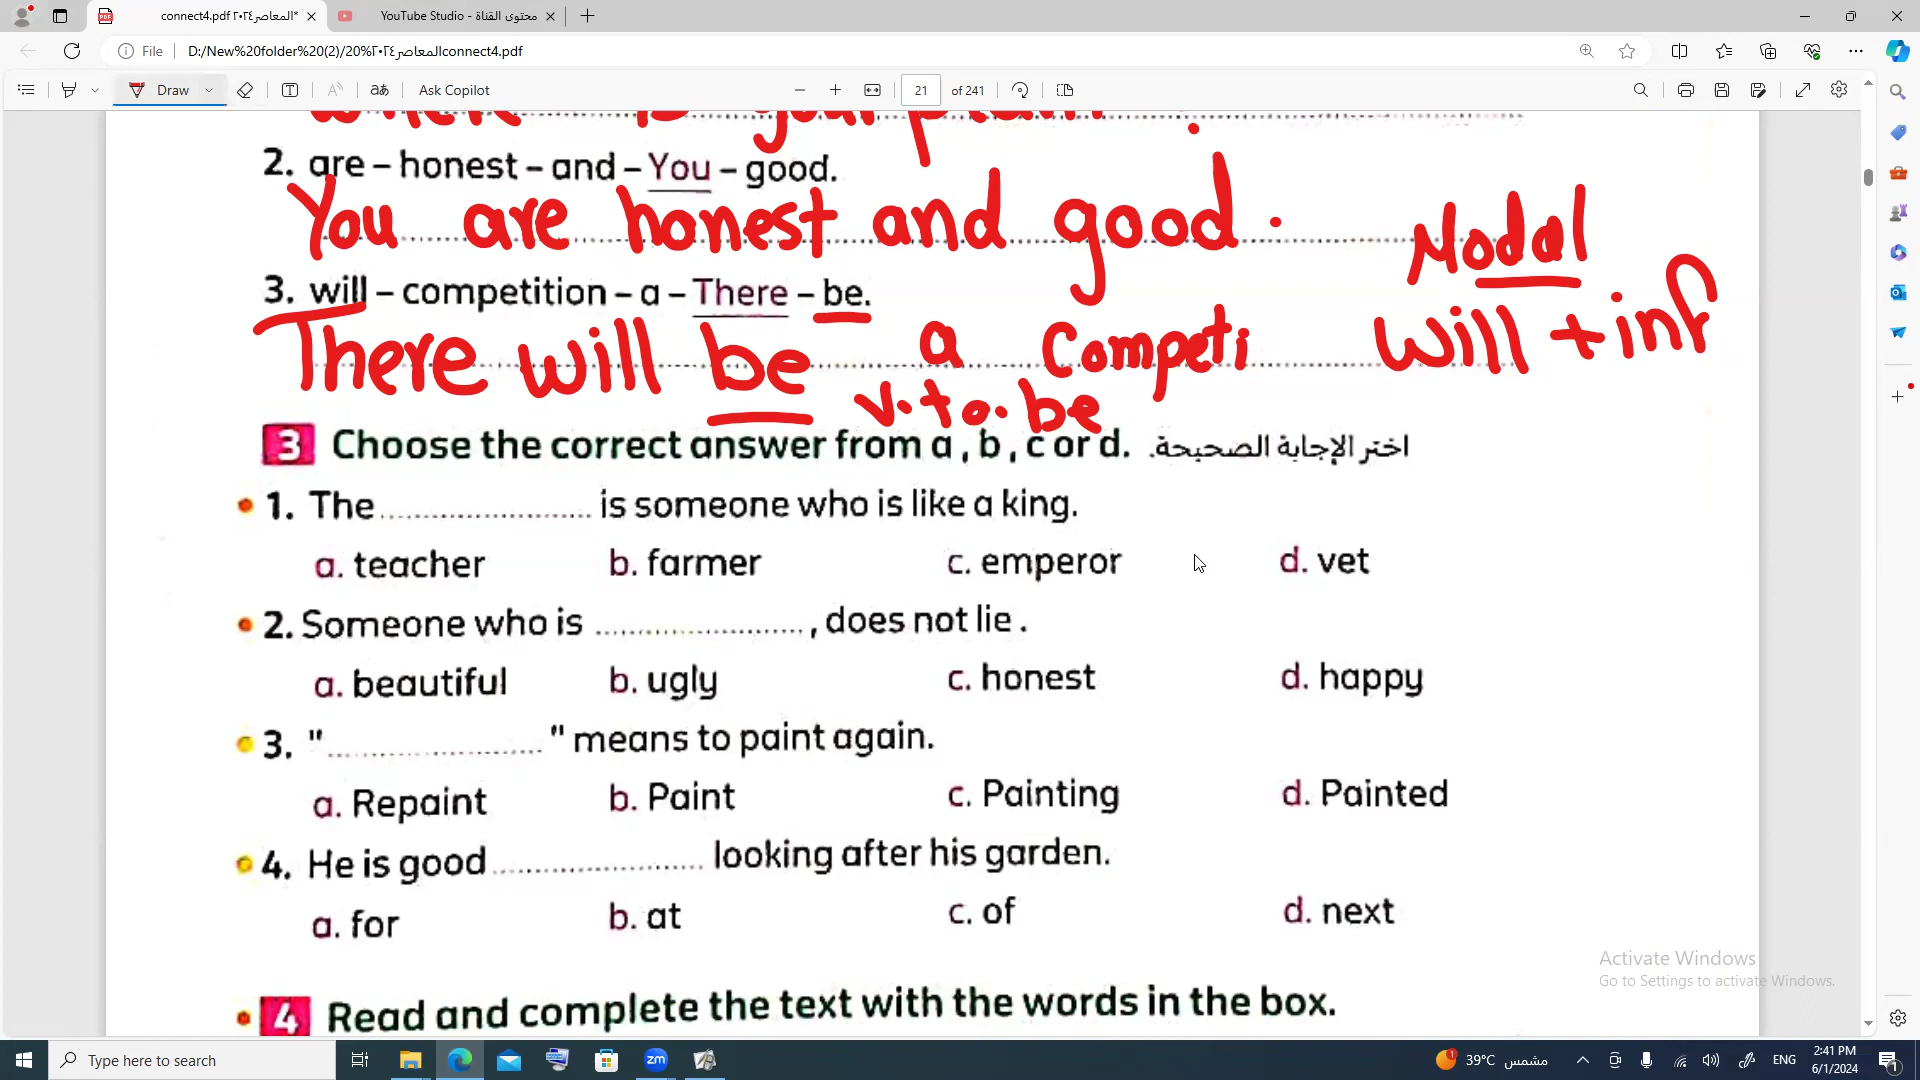 connect4.pdf المعاصر٢٠٢٤*
YouTube Studio - محتوى القناة
File
D:/New%20folder%20(2)/20%٢٠٢٤المعاصرconnect4.pdf
Draw
aあ
Ask Copilot
21 of 241
2. are – honest – and – You – good.
You are honest and good.
Modal
3. will – competition – a – There – be.
There will be a Competi
will + inf
v.to.be
3 Choose the correct answer from a , b , c or d. اختر الإجابة الصحيحة.
1. The ........................ is someone who is like a king.
a. teacher b. farmer c. emperor d. vet
2. Someone who is ........................ , does not lie .
a. beautiful b. ugly c. honest d. happy
3. "........................" means to paint again.
a. Repaint b. Paint c. Painting d. Painted
4. He is good ........................ looking after his garden.
a. for b. at c. of d. next
4 Read and complete the text with the words in the box.
Activate Windows
Go to Settings to activate Windows.
Type here to search
zm
39°C مشمس
ENG
2:41 PM
6/1/2024